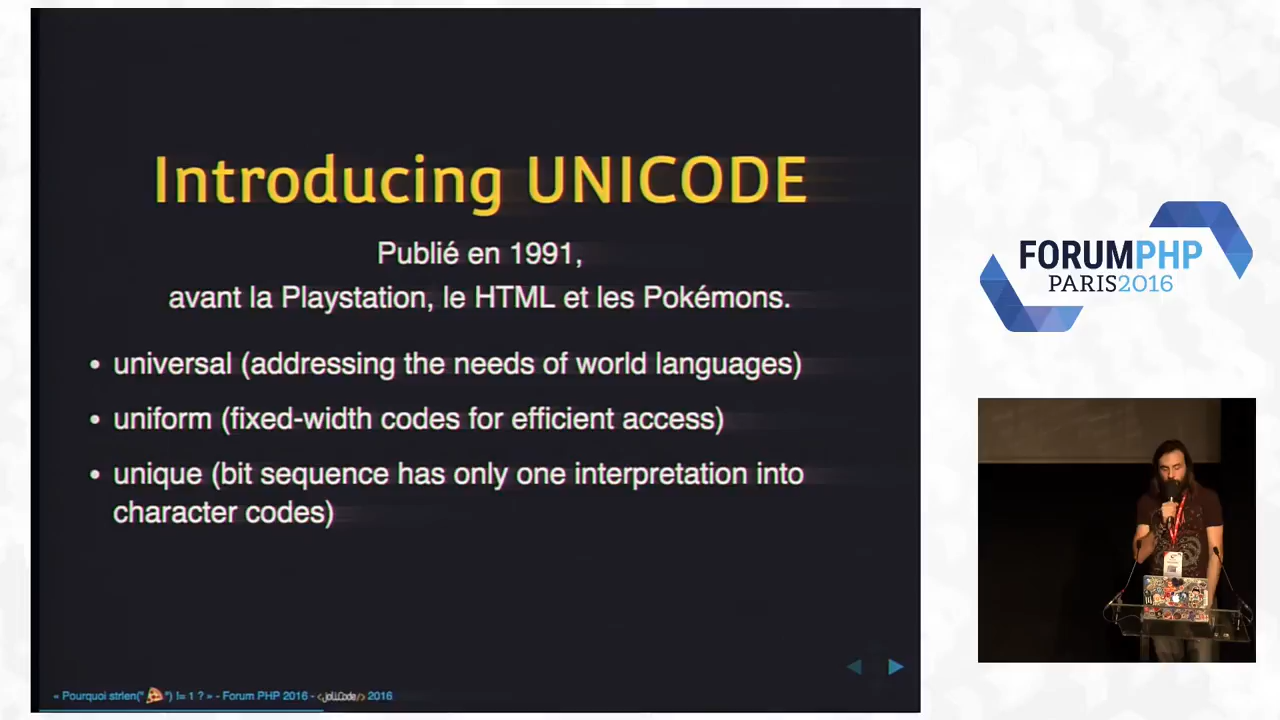 Introducing UNICODE
Publié en 1991,
avant la Playstation, le HTML et les Pokémons.
• universal (addressing the needs of world languages)
• uniform (fixed-width codes for efficient access)
• unique (bit sequence has only one interpretation into
character codes)
« Pourquoi strlen("🍕") != 1 ? » - Forum PHP 2016 - <JoliCode/> 2016
FORUMPHP
PARIS2016